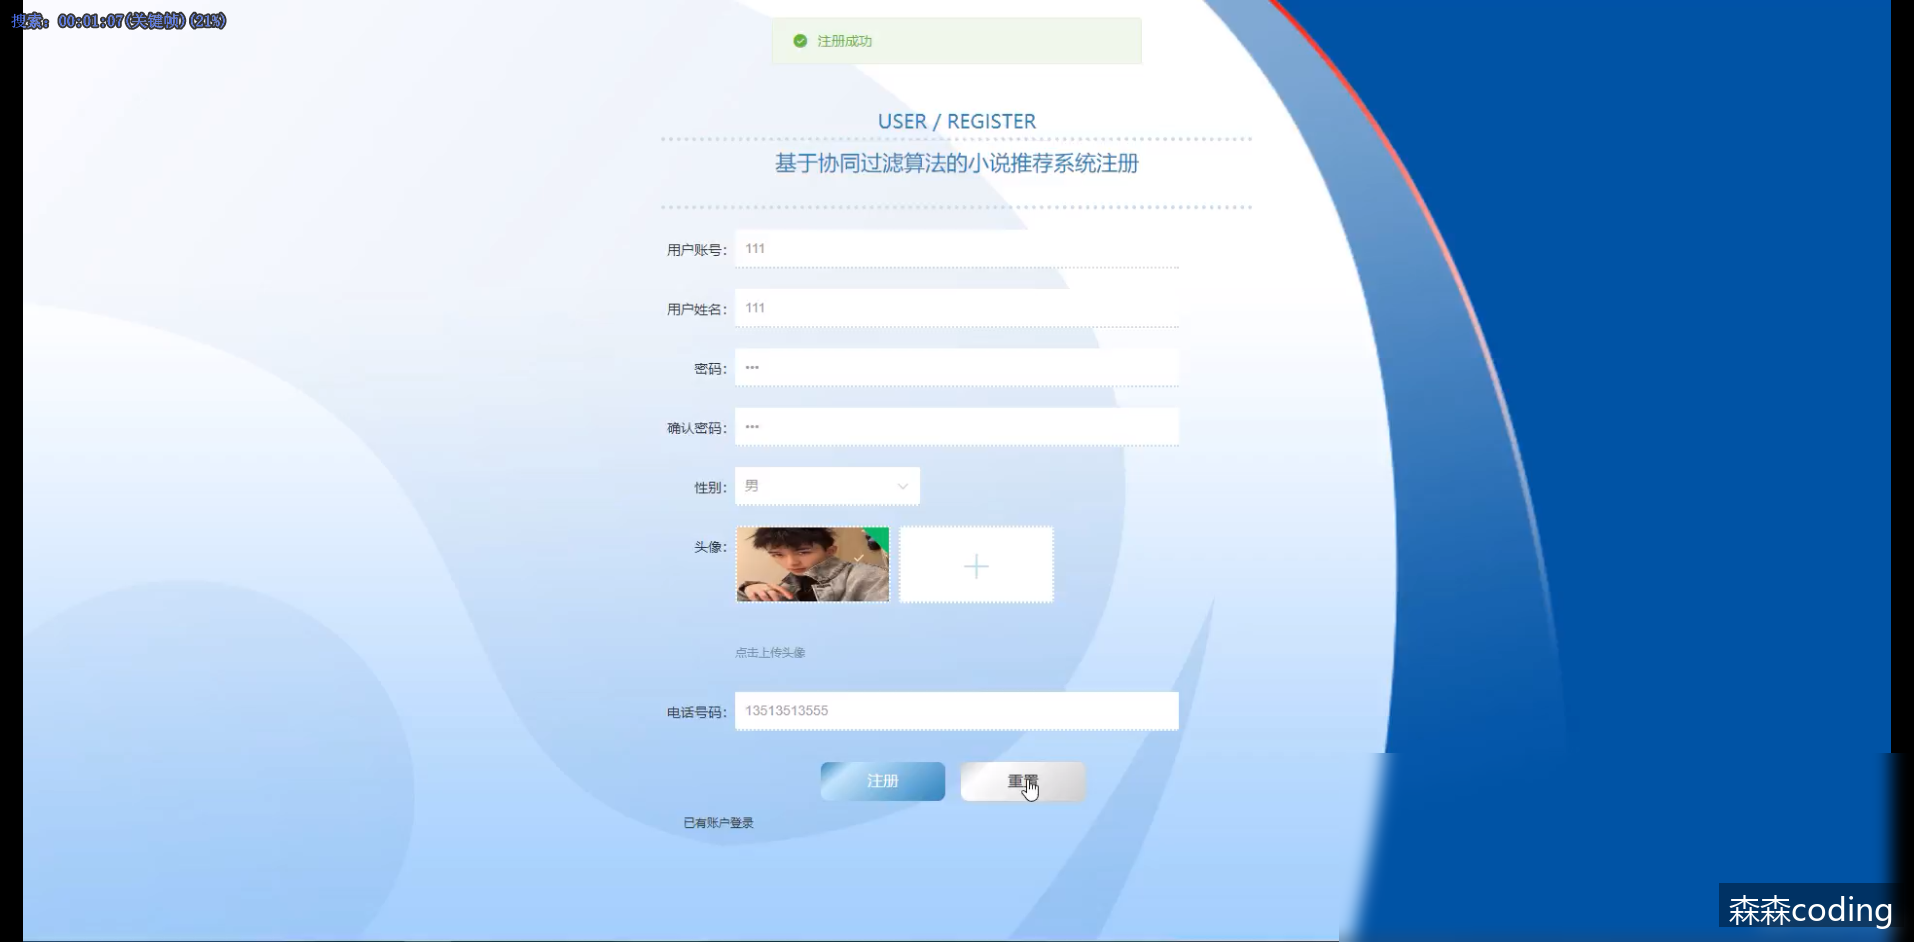 搜索: 00:01:07(关键帧)(21%)
注册成功
USER / REGISTER
基于协同过滤算法的小说推荐系统注册
用户账号: 111
用户姓名: 111
密码: •••
确认密码: •••
性别: 男
头像:
点击上传头像
电话号码: 13513513555
注册 重置
已有账户登录
森森coding